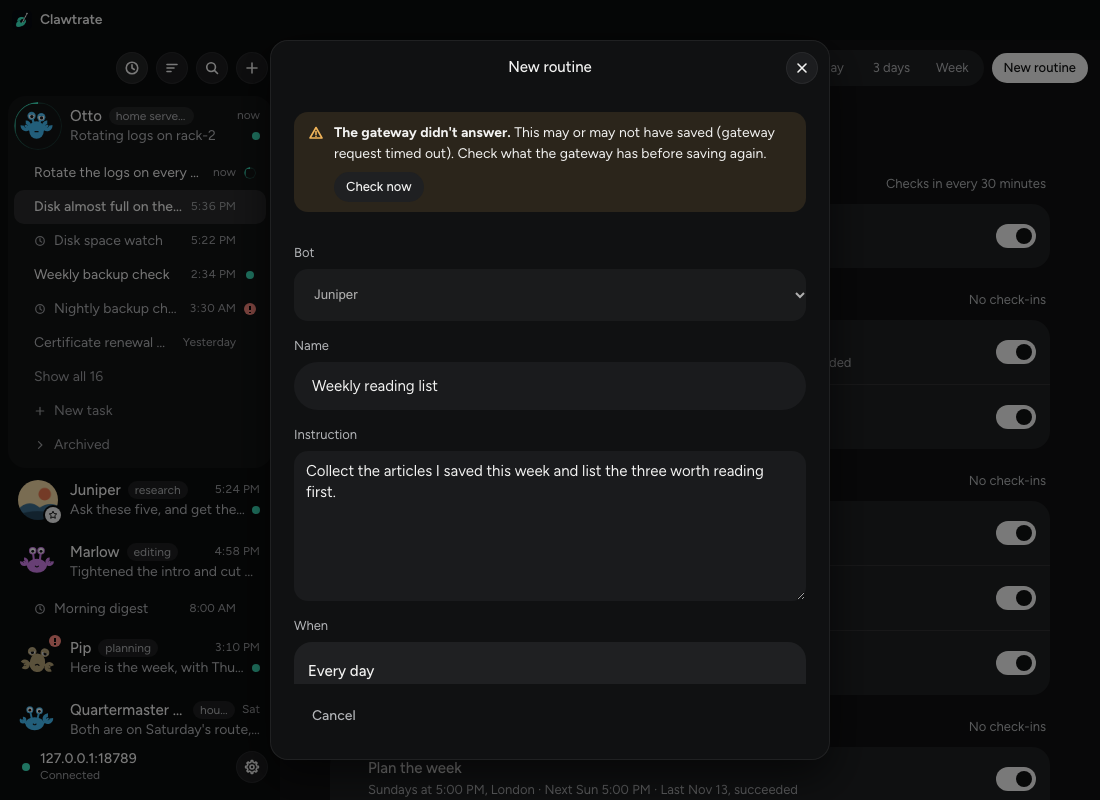 Clawtrate
ay
3 days
Week
New routine
Otto
home serve...
now
Rotating logs on rack-2
Rotate the logs on every ...
now
Disk almost full on the...
5:36 PM
Disk space watch
5:22 PM
Weekly backup check
2:34 PM
Nightly backup ch...
3:30 AM
Certificate renewal ...
Yesterday
Show all 16
New task
Archived
Juniper
research
5:24 PM
Ask these five, and get the...
Marlow
editing
4:58 PM
Tightened the intro and cut ...
Morning digest
8:00 AM
Pip
planning
3:10 PM
Here is the week, with Thu...
Quartermaster ...
hou...
Sat
Both are on Saturday's route,...
127.0.0.1:18789
Connected
New routine
The gateway didn't answer. This may or may not have saved (gateway
request timed out). Check what the gateway has before saving again.
Check now
Bot
Juniper
Name
Weekly reading list
Instruction
Collect the articles I saved this week and list the three worth reading
first.
When
Every day
Cancel
Checks in every 30 minutes
No check-ins
ded
No check-ins
No check-ins
Plan the week
Sundays at 5:00 PM, London · Next Sun 5:00 PM · Last Nov 13, succeeded